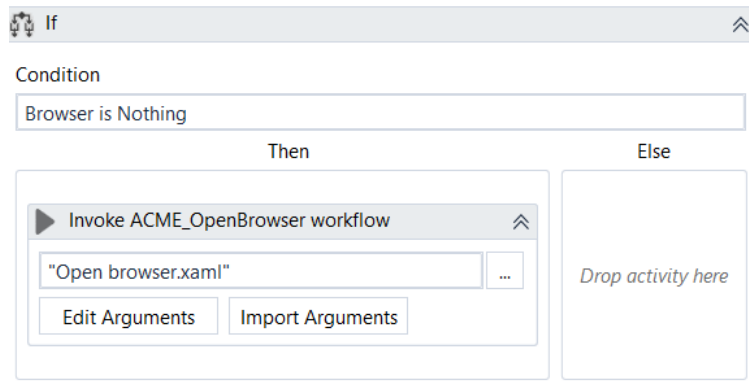 If
Condition
Browser is Nothing
Then
Else
Invoke ACME_OpenBrowser workflow
"Open browser.xaml"
...
Edit Arguments
Import Arguments
Drop activity here